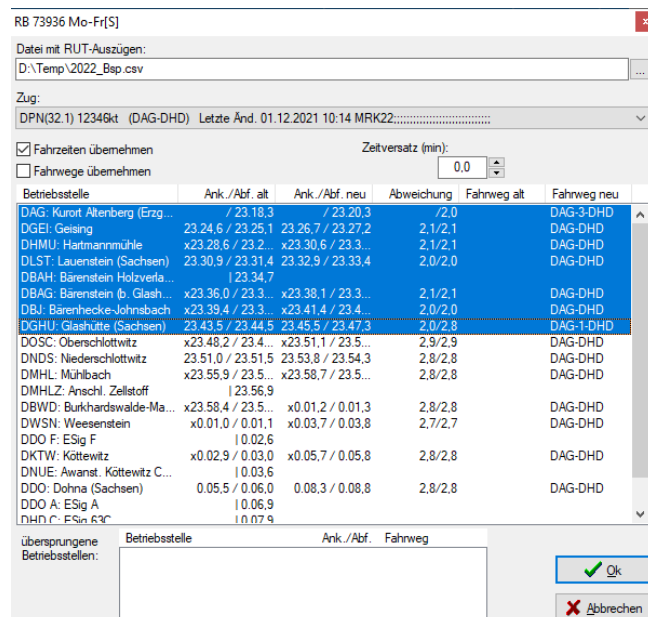 RB 73936 Mo-Fr[S]
x
Datei mit RUT-Auszügen:
D:\Temp\2022_Bsp.csv
...
Zug:
DPN(32.1) 12346kt (DAG-DHD) Letzte Änd. 01.12.2021 10:14 MRK22;;;;;;;;;;;;;;;;;;;;;;;;;;;;;;
Fahrzeiten übernehmen
Zeitversatz (min):
Fahrwege übernehmen
0,0
Betriebsstelle Ank./Abf. alt Ank./Abf. neu Abweichung Fahrweg alt Fahrweg neu
DAG: Kurort Altenberg (Erzg... / 23.18,3 / 23.20,3 /2,0 DAG-3-DHD
DGEI: Geising 23.24,6 / 23.25,1 23.26,7 / 23.27,2 2,1/2,1 DAG-DHD
DHMU: Hartmannmühle x23.28,6 / 23.2... x23.30,6 / 23.3... 2,1/2,1 DAG-DHD
DLST: Lauenstein (Sachsen) 23.30,9 / 23.31,4 23.32,9 / 23.33,4 2,0/2,0 DAG-DHD
DBAH: Bärenstein Holzverla... | 23.34,7
DBAG: Bärenstein (b. Glash... x23.36,0 / 23.3... x23.38,1 / 23.3... 2,1/2,1 DAG-DHD
DBJ: Bärenhecke-Johnsbach x23.39,4 / 23.3... x23.41,4 / 23.4... 2,0/2,0 DAG-DHD
DGHU: Glashütte (Sachsen) 23.43,5 / 23.44,5 23.45,5 / 23.47,3 2,0/2,8 DAG-1-DHD
DOSC: Oberschlottwitz x23.48,2 / 23.4... x23.51,1 / 23.5... 2,9/2,9 DAG-DHD
DNDS: Niederschlottwitz 23.51,0 / 23.51,5 23.53,8 / 23.54,3 2,8/2,8 DAG-DHD
DMHL: Mühlbach x23.55,9 / 23.5... x23.58,7 / 23.5... 2,8/2,8 DAG-DHD
DMHLZ: Anschl. Zellstoff | 23.56,9
DBWD: Burkhardswalde-Ma... x23.58,4 / 23.5... x0.01,2 / 0.01,3 2,8/2,8 DAG-DHD
DWSN: Weesenstein x0.01,0 / 0.01,1 x0.03,7 / 0.03,8 2,7/2,7 DAG-DHD
DDO F: ESig F | 0.02,6
DKTW: Köttewitz x0.02,9 / 0.03,0 x0.05,7 / 0.05,8 2,8/2,8 DAG-DHD
DNUE: Awanst. Köttewitz C... | 0.03,6
DDO: Dohna (Sachsen) 0.05,5 / 0.06,0 0.08,3 / 0.08,8 2,8/2,8 DAG-DHD
DDO A: ESig A | 0.06,9
DHD C: ESig 63C | 0.07,9
übersprungene
Betriebsstellen:
Betriebsstelle Ank./Abf. Fahrweg
Ok
Abbrechen